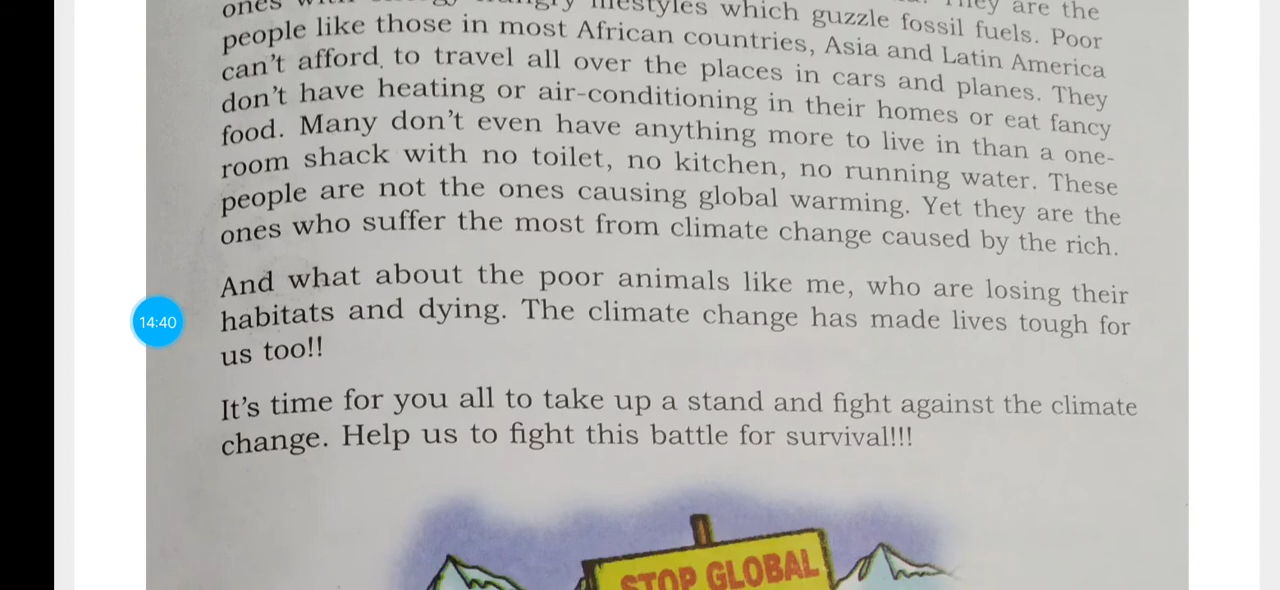 ones lifestyles which guzzle fossil fuels. Poor
people like those in most African countries, Asia and Latin America
can't afford to travel all over the places in cars and planes. They
don't have heating or air-conditioning in their homes or eat fancy
food. Many don't even have anything more to live in than a one-
room shack with no toilet, no kitchen, no running water. These
people are not the ones causing global warming. Yet they are the
ones who suffer the most from climate change caused by the rich.
And what about the poor animals like me, who are losing their
habitats and dying. The climate change has made lives tough for
us too!!
It's time for you all to take up a stand and fight against the climate
change. Help us to fight this battle for survival!!!
STOP GLOBAL
14:40